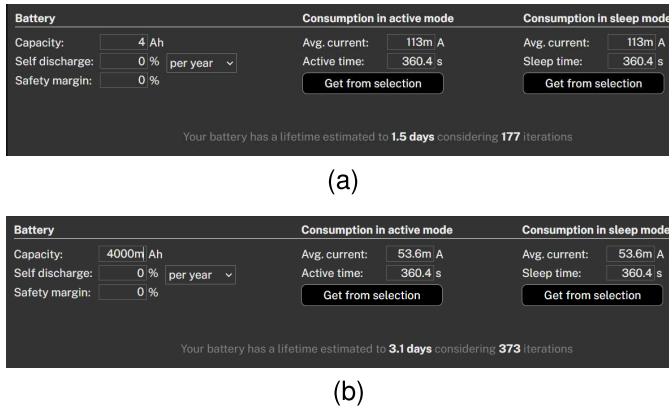 Battery Consumption in active mode Consumption in sleep mode
Capacity: 4 Ah Avg. current: 113m A Avg. current: 113m A
Self discharge: 0 % per year Active time: 360.4 s Sleep time: 360.4 s
Safety margin: 0 % Get from selection Get from selection
Your battery has a lifetime estimated to 1.5 days considering 177 iterations
(a)
Battery Consumption in active mode Consumption in sleep mode
Capacity: 4000m Ah Avg. current: 53.6m A Avg. current: 53.6m A
Self discharge: 0 % per year Active time: 360.4 s Sleep time: 360.4 s
Safety margin: 0 % Get from selection Get from selection
Your battery has a lifetime estimated to 3.1 days considering 373 iterations
(b)